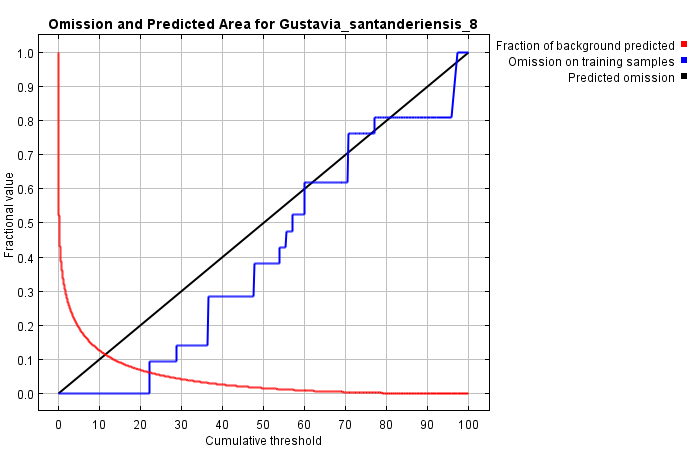 Omission and Predicted Area for Gustavia_santanderiensis_8
Fraction of background predicted
Omission on training samples
Predicted omission
Fractional value
1.0
0.9
0.8
0.7
0.6
0.5
0.4
0.3
0.2
0.1
0.0
0 10 20 30 40 50 60 70 80 90 100
Cumulative threshold